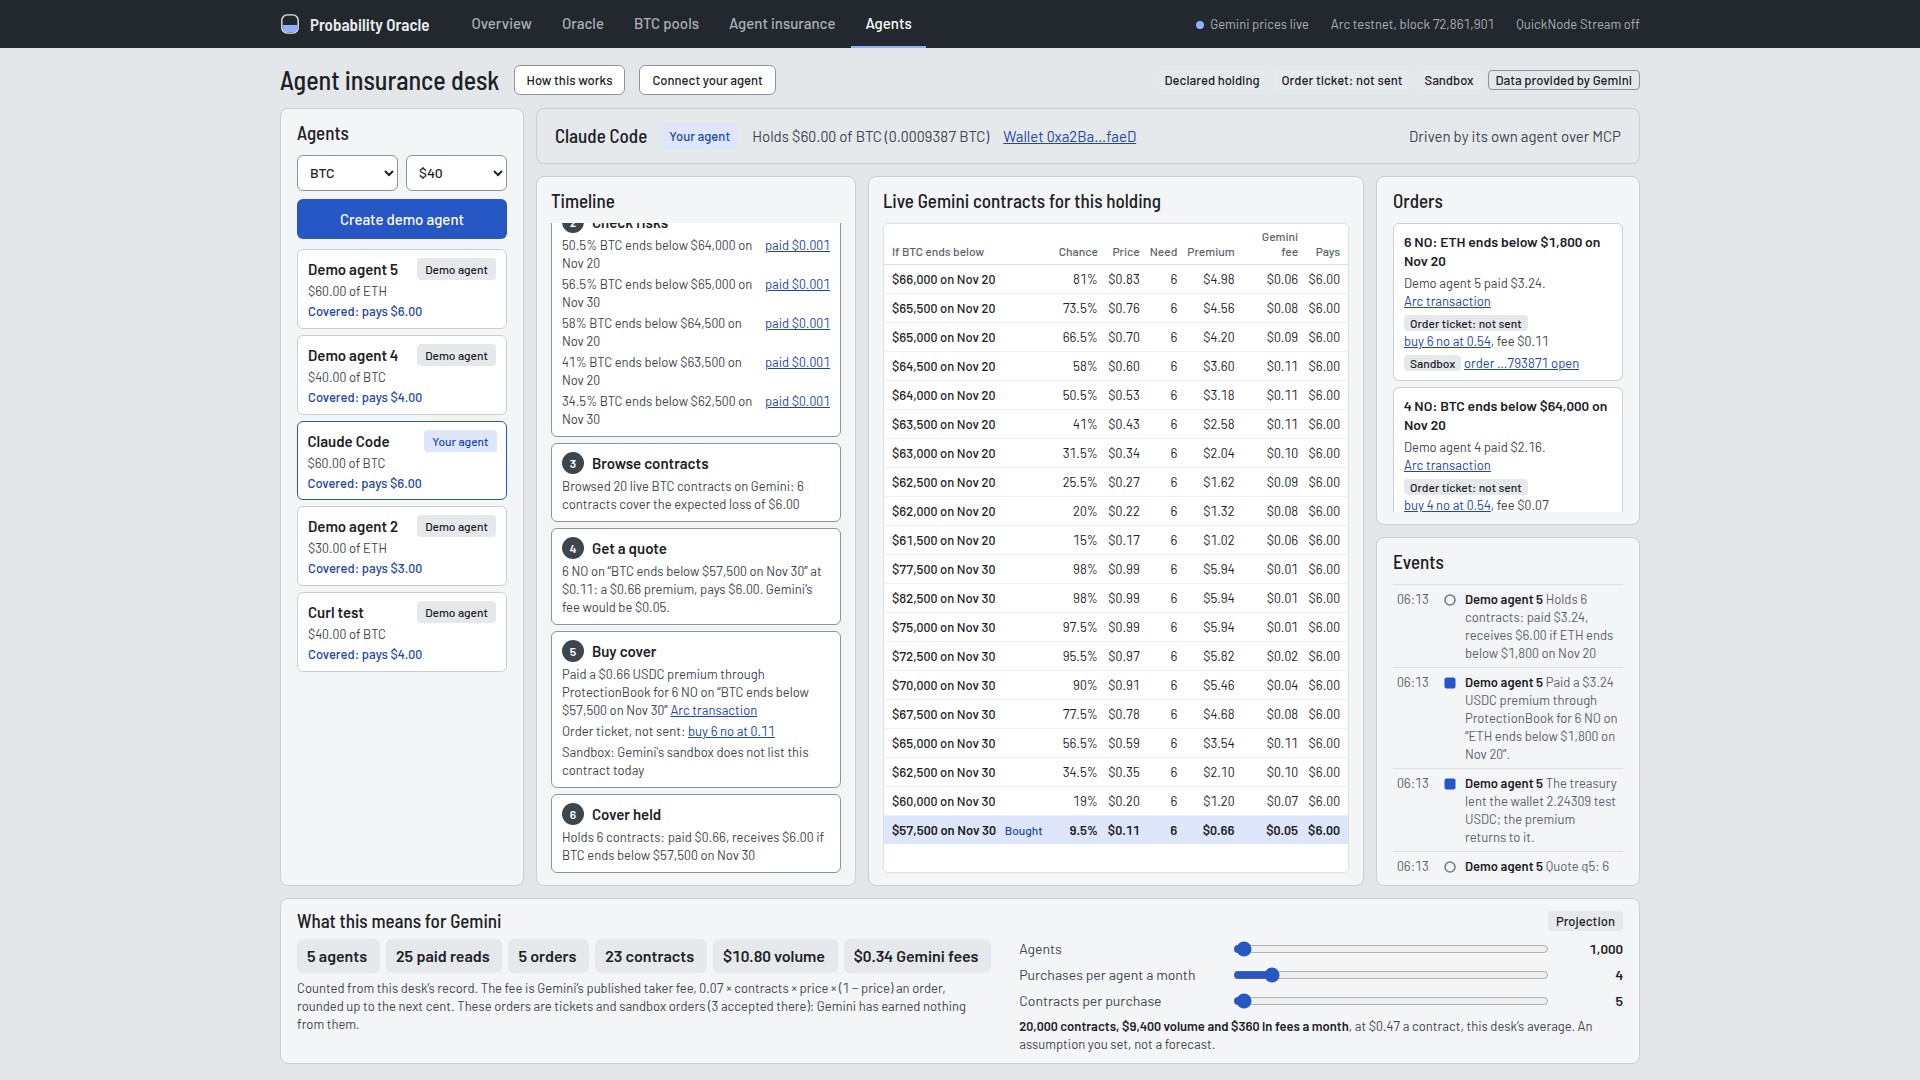 Probability Oracle
Overview
Oracle
BTC pools
Agent insurance
Agents
Gemini prices live
Arc testnet, block 72,861,901
QuickNode Stream off
Agent insurance desk
How this works
Connect your agent
Declared holding
Order ticket: not sent
Sandbox
Data provided by Gemini
Agents
BTC
$40
Create demo agent
Demo agent 5
Demo agent
$60.00 of ETH
Covered: pays $6.00
Demo agent 4
Demo agent
$40.00 of BTC
Covered: pays $4.00
Claude Code
Your agent
$60.00 of BTC
Covered: pays $6.00
Demo agent 2
Demo agent
$30.00 of ETH
Covered: pays $3.00
Curl test
Demo agent
$40.00 of BTC
Covered: pays $4.00
Claude Code
Your agent
Holds $60.00 of BTC (0.0009387 BTC)
Wallet 0xa2Ba...faeD
Driven by its own agent over MCP
Timeline
2 Check risks
50.5% BTC ends below $64,000 on Nov 20 paid $0.001
56.5% BTC ends below $65,000 on Nov 30 paid $0.001
58% BTC ends below $64,500 on Nov 20 paid $0.001
41% BTC ends below $63,500 on Nov 20 paid $0.001
34.5% BTC ends below $62,500 on Nov 30 paid $0.001
3 Browse contracts
Browsed 20 live BTC contracts on Gemini: 6
contracts cover the expected loss of $6.00
4 Get a quote
6 NO on “BTC ends below $57,500 on Nov 30” at
$0.11: a $0.66 premium, pays $6.00. Gemini’s
fee would be $0.05.
5 Buy cover
Paid a $0.66 USDC premium through
ProtectionBook for 6 NO on “BTC ends below
$57,500 on Nov 30” Arc transaction
Order ticket, not sent: buy 6 no at 0.11
Sandbox: Gemini’s sandbox does not list this
contract today
6 Cover held
Holds 6 contracts: paid $0.66, receives $6.00 if
BTC ends below $57,500 on Nov 30
Live Gemini contracts for this holding
If BTC ends below Chance Price Need Premium Gemini fee Pays
$66,000 on Nov 20 81% $0.83 6 $4.98 $0.06 $6.00
$65,500 on Nov 20 73.5% $0.76 6 $4.56 $0.08 $6.00
$65,000 on Nov 20 66.5% $0.70 6 $4.20 $0.09 $6.00
$64,500 on Nov 20 58% $0.60 6 $3.60 $0.11 $6.00
$64,000 on Nov 20 50.5% $0.53 6 $3.18 $0.11 $6.00
$63,500 on Nov 20 41% $0.43 6 $2.58 $0.11 $6.00
$63,000 on Nov 20 31.5% $0.34 6 $2.04 $0.10 $6.00
$62,500 on Nov 20 25.5% $0.27 6 $1.62 $0.09 $6.00
$62,000 on Nov 20 20% $0.22 6 $1.32 $0.08 $6.00
$61,500 on Nov 20 15% $0.17 6 $1.02 $0.06 $6.00
$77,500 on Nov 30 98% $0.99 6 $5.94 $0.01 $6.00
$82,500 on Nov 30 98% $0.99 6 $5.94 $0.01 $6.00
$75,000 on Nov 30 97.5% $0.99 6 $5.94 $0.01 $6.00
$72,500 on Nov 30 95.5% $0.97 6 $5.82 $0.02 $6.00
$70,000 on Nov 30 90% $0.91 6 $5.46 $0.04 $6.00
$67,500 on Nov 30 77.5% $0.78 6 $4.68 $0.08 $6.00
$65,000 on Nov 30 56.5% $0.59 6 $3.54 $0.11 $6.00
$62,500 on Nov 30 34.5% $0.35 6 $2.10 $0.10 $6.00
$60,000 on Nov 30 19% $0.20 6 $1.20 $0.07 $6.00
$57,500 on Nov 30 Bought 9.5% $0.11 6 $0.66 $0.05 $6.00
Orders
6 NO: ETH ends below $1,800 on
Nov 20
Demo agent 5 paid $3.24.
Arc transaction
Order ticket: not sent
buy 6 no at 0.54, fee $0.11
Sandbox order ...793871 open
4 NO: BTC ends below $64,000 on
Nov 20
Demo agent 4 paid $2.16.
Arc transaction
Order ticket: not sent
buy 4 no at 0.54, fee $0.07
Events
06:13 Demo agent 5 Holds 6
contracts: paid $3.24,
receives $6.00 if ETH ends
below $1,800 on Nov 20
06:13 Demo agent 5 Paid a $3.24
USDC premium through
ProtectionBook for 6 NO on
“ETH ends below $1,800 on
Nov 20”.
06:13 Demo agent 5 The treasury
lent the wallet 2.24309 test
USDC; the premium
returns to it.
06:13 Demo agent 5 Quote q5: 6
What this means for Gemini
5 agents
25 paid reads
5 orders
23 contracts
$10.80 volume
$0.34 Gemini fees
Counted from this desk’s record. The fee is Gemini’s published taker fee, 0.07 × contracts × price × (1 − price) an order,
rounded up to the next cent. These orders are tickets and sandbox orders (3 accepted there): Gemini has earned nothing
from them.
Projection
Agents 1,000
Purchases per agent a month 4
Contracts per purchase 5
20,000 contracts, $9,400 volume and $360 in fees a month, at $0.47 a contract, this desk’s average. An
assumption you set, not a forecast.